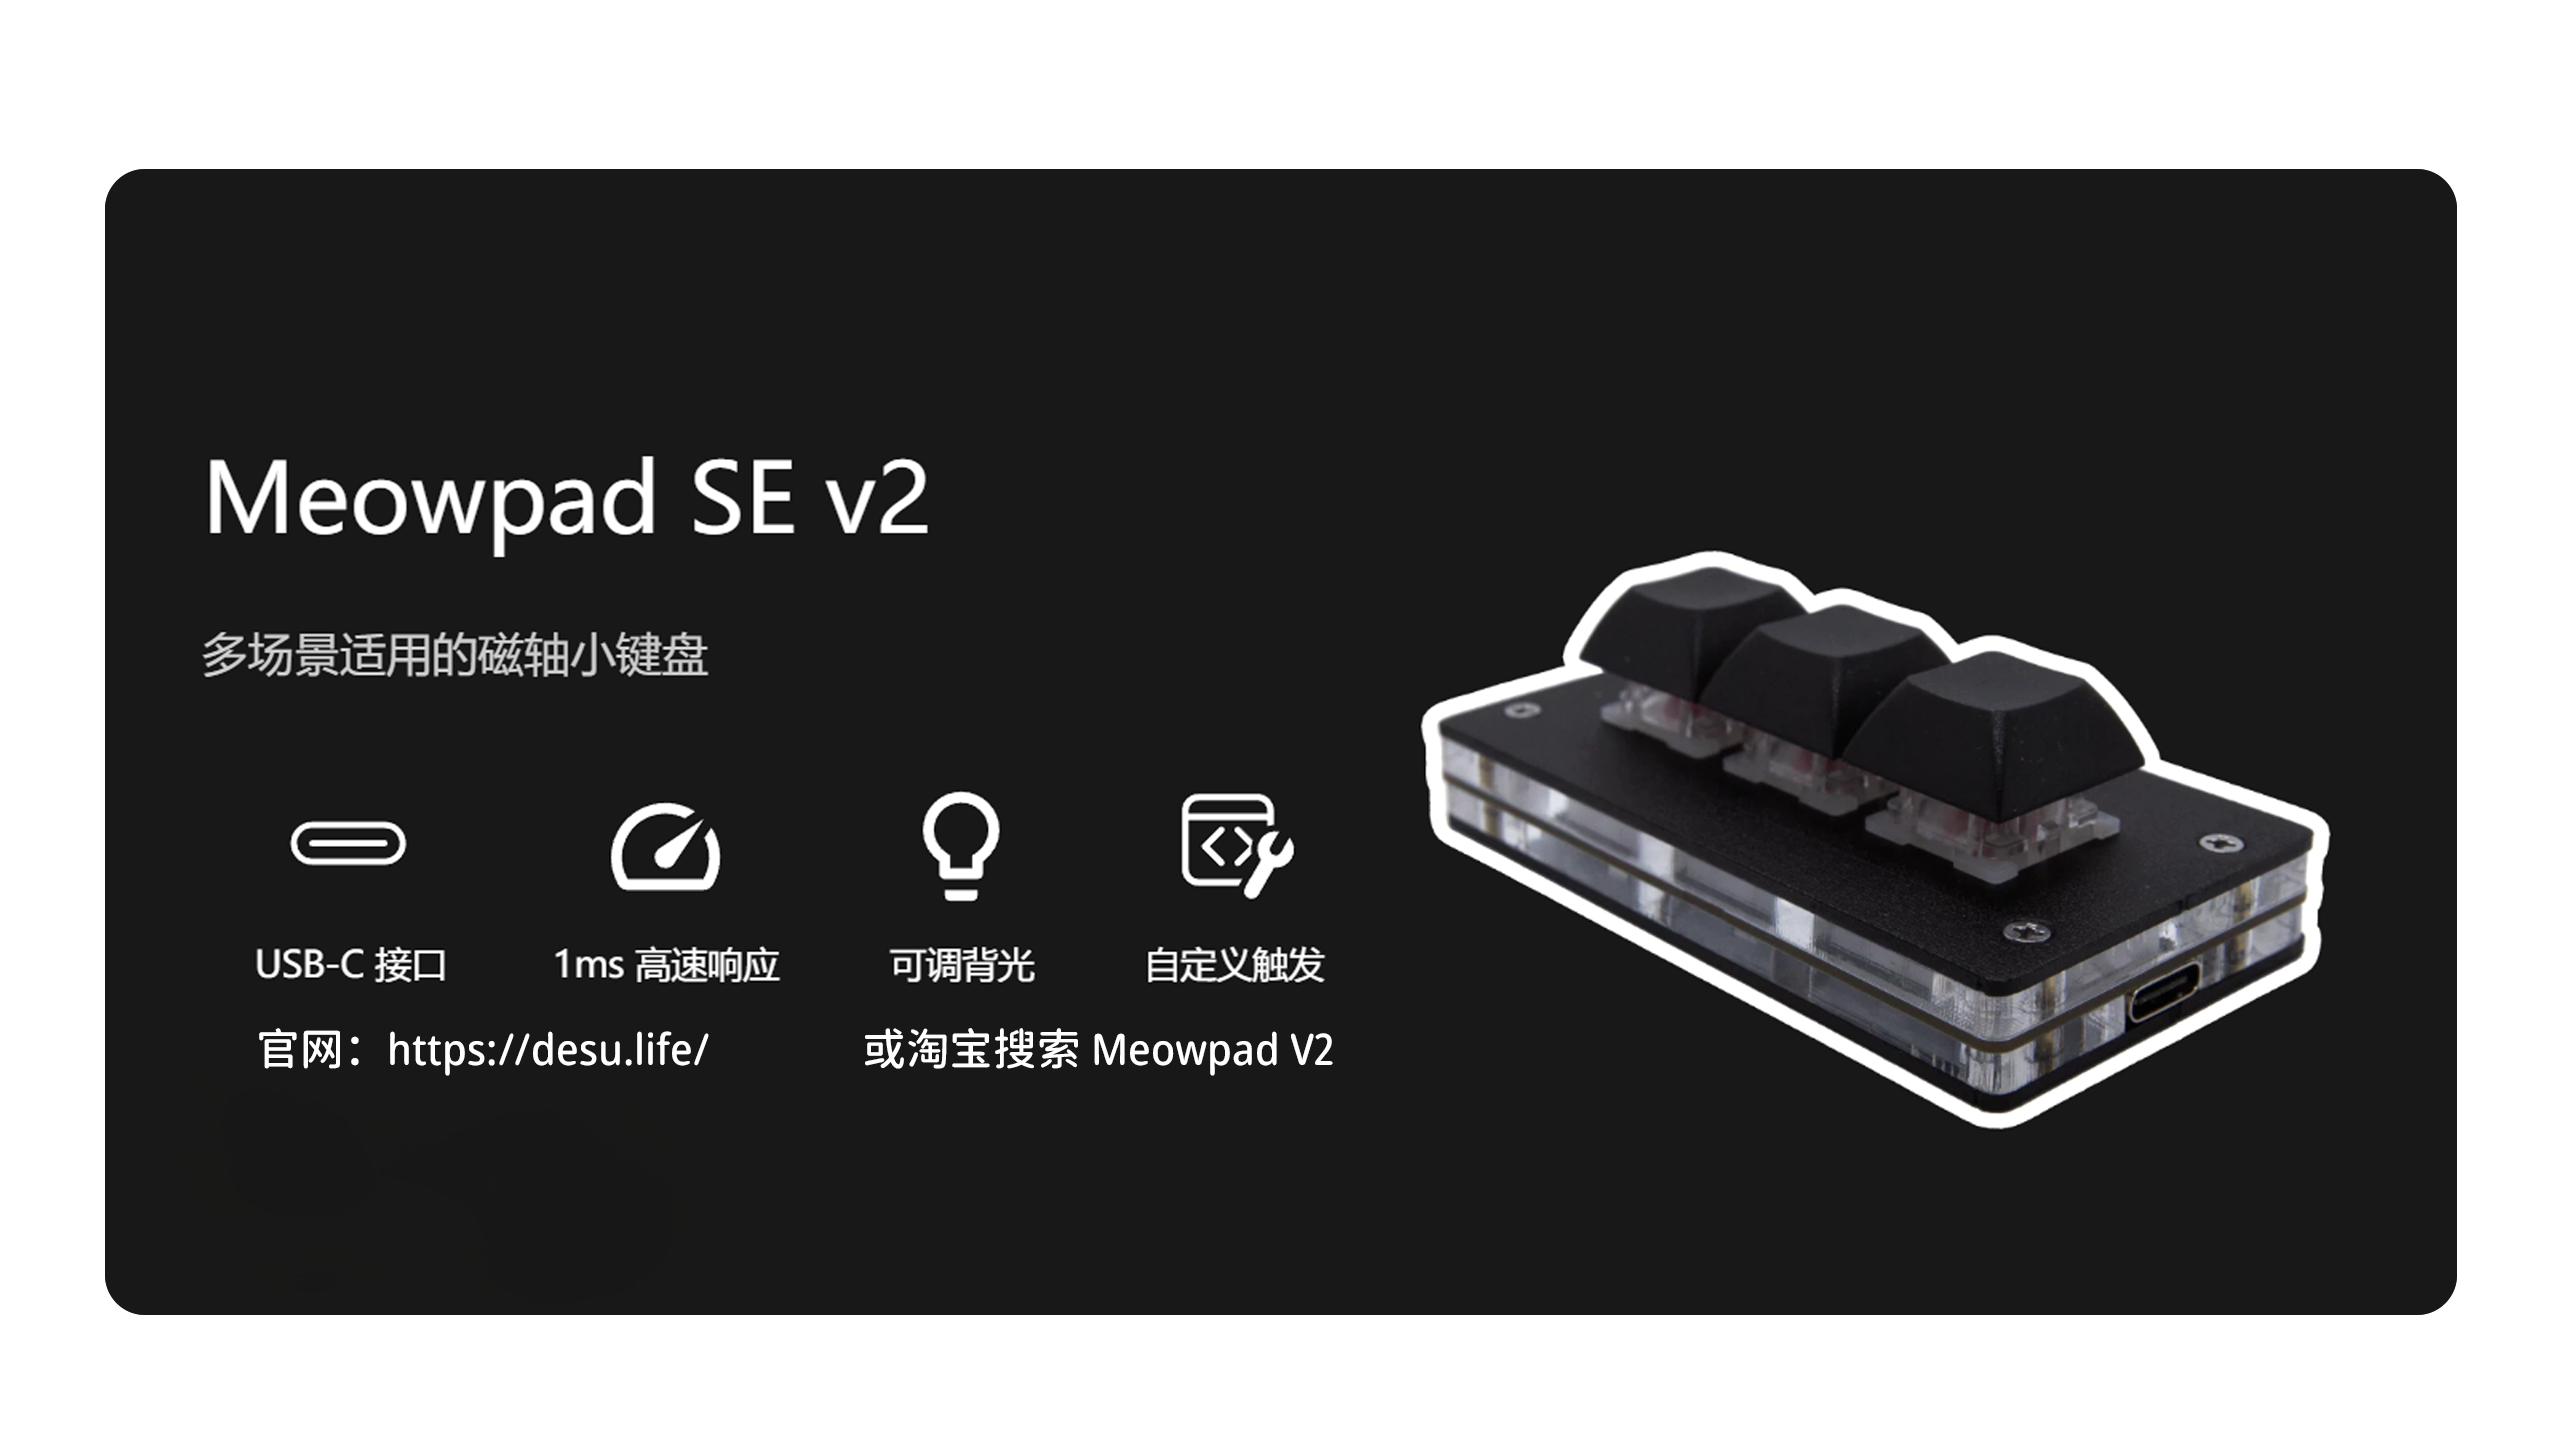 Meowpad SE v2
多场景适用的磁轴小键盘
USB-C 接口
1ms 高速响应
可调背光
自定义触发
官网：https://desu.life/
或淘宝搜索 Meowpad V2